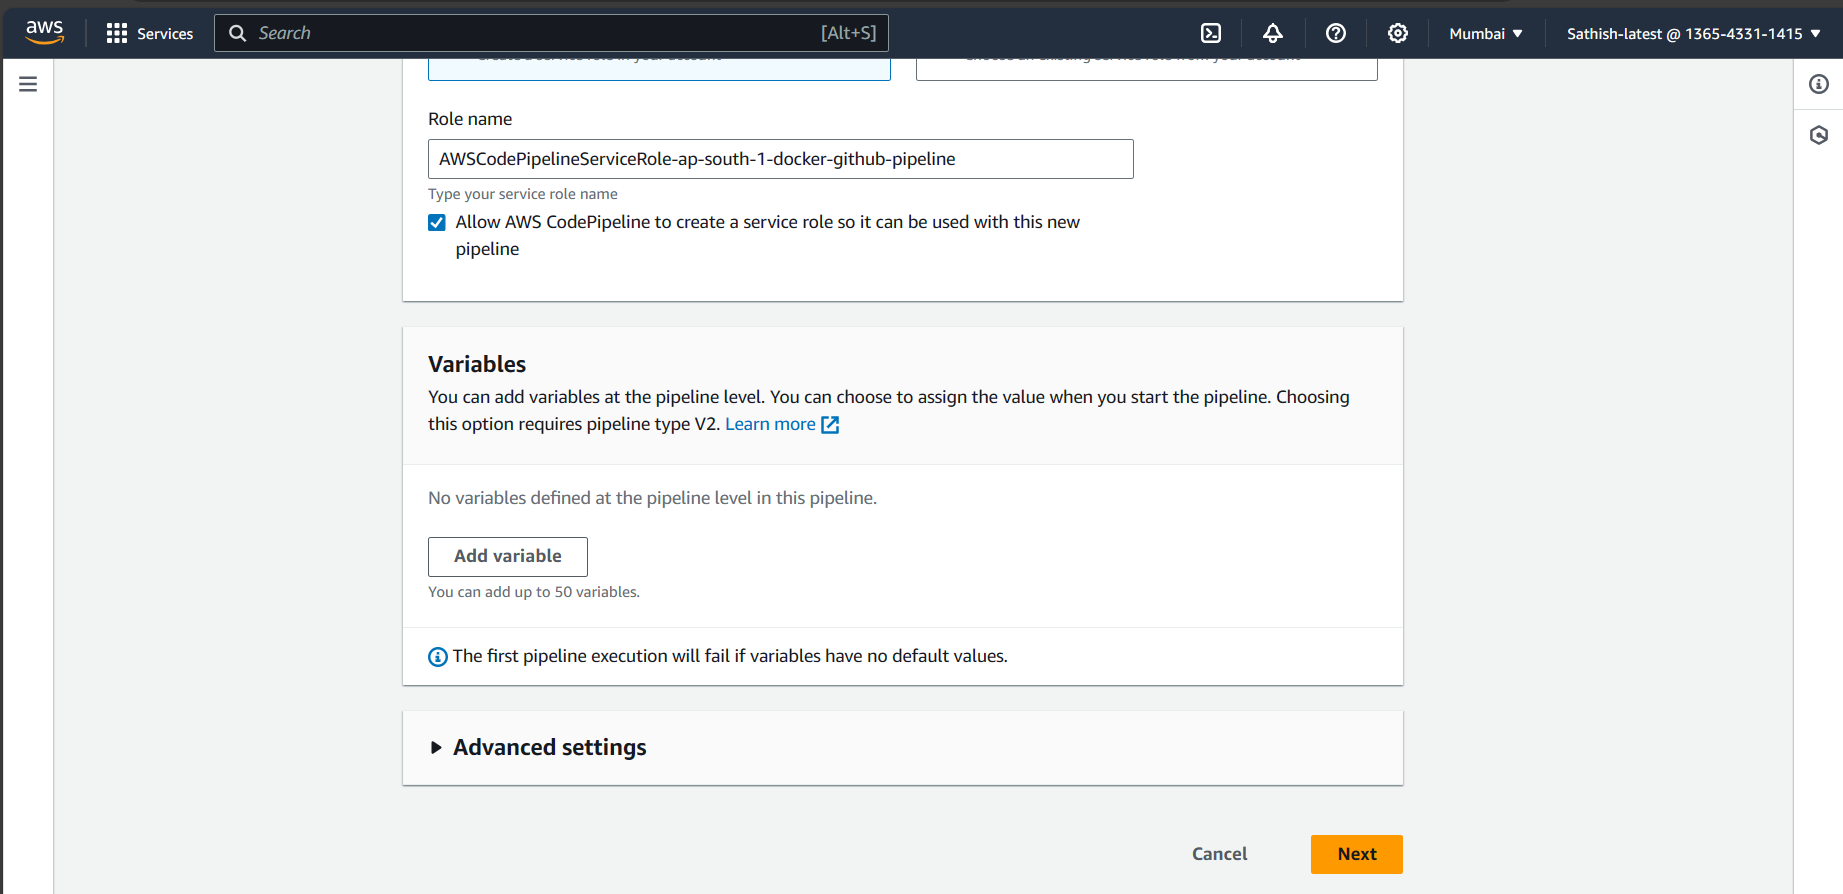 aws
Services
Search
[Alt+S]
Mumbai
Sathish-latest @ 1365-4331-1415
Role name
AWSCodePipelineServiceRole-ap-south-1-docker-github-pipeline
Type your service role name
Allow AWS CodePipeline to create a service role so it can be used with this new
pipeline
Variables
You can add variables at the pipeline level. You can choose to assign the value when you start the pipeline. Choosing
this option requires pipeline type V2. Learn more
No variables defined at the pipeline level in this pipeline.
Add variable
You can add up to 50 variables.
The first pipeline execution will fail if variables have no default values.
Advanced settings
Cancel
Next